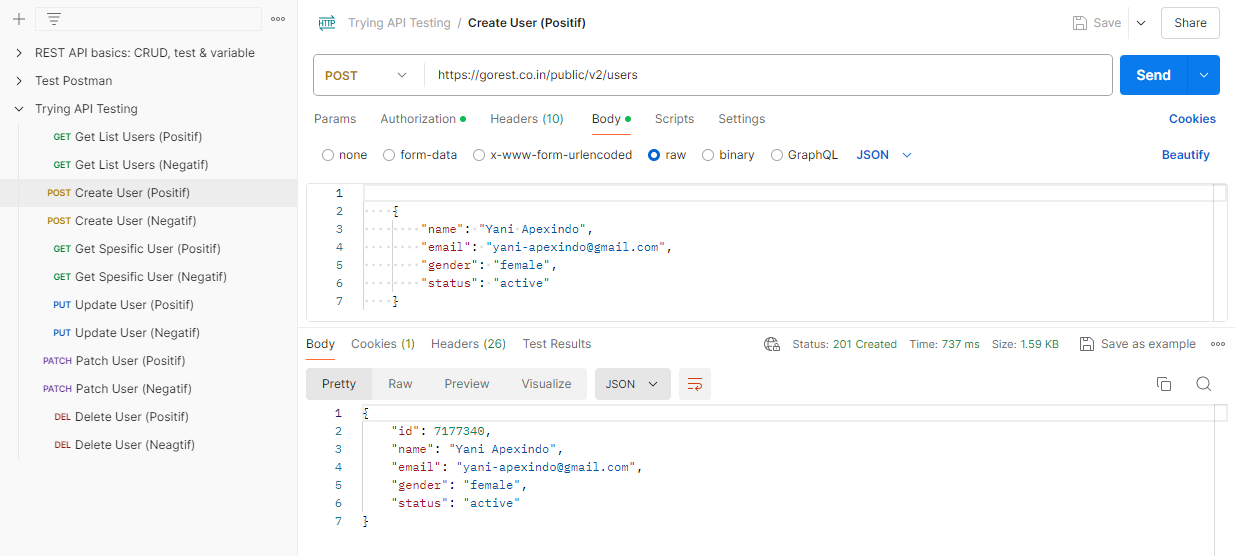 REST API basics: CRUD, test & variable
Test Postman
Trying API Testing
GET Get List Users (Positif)
GET Get List Users (Negatif)
POST Create User (Positif)
POST Create User (Negatif)
GET Get Spesific User (Positif)
GET Get Spesific User (Negatif)
PUT Update User (Positif)
PUT Update User (Negatif)
PATCH Patch User (Positif)
PATCH Patch User (Negatif)
DEL Delete User (Positif)
DEL Delete User (Neagtif)
HTTP Trying API Testing / Create User (Positif) Save Share
POST https://gorest.co.in/public/v2/users Send
Params Authorization Headers (10) Body Scripts Settings Cookies
none form-data x-www-form-urlencoded raw binary GraphQL JSON Beautify
1
2 {
3 "name": "Yani Apexindo",
4 "email": "yani-apexindo@gmail.com",
5 "gender": "female",
6 "status": "active"
7 }
Body Cookies (1) Headers (26) Test Results Status: 201 Created Time: 737 ms Size: 1.59 KB Save as example
Pretty Raw Preview Visualize JSON
1 {
2 "id": 7177340,
3 "name": "Yani Apexindo",
4 "email": "yani-apexindo@gmail.com",
5 "gender": "female",
6 "status": "active"
7 }